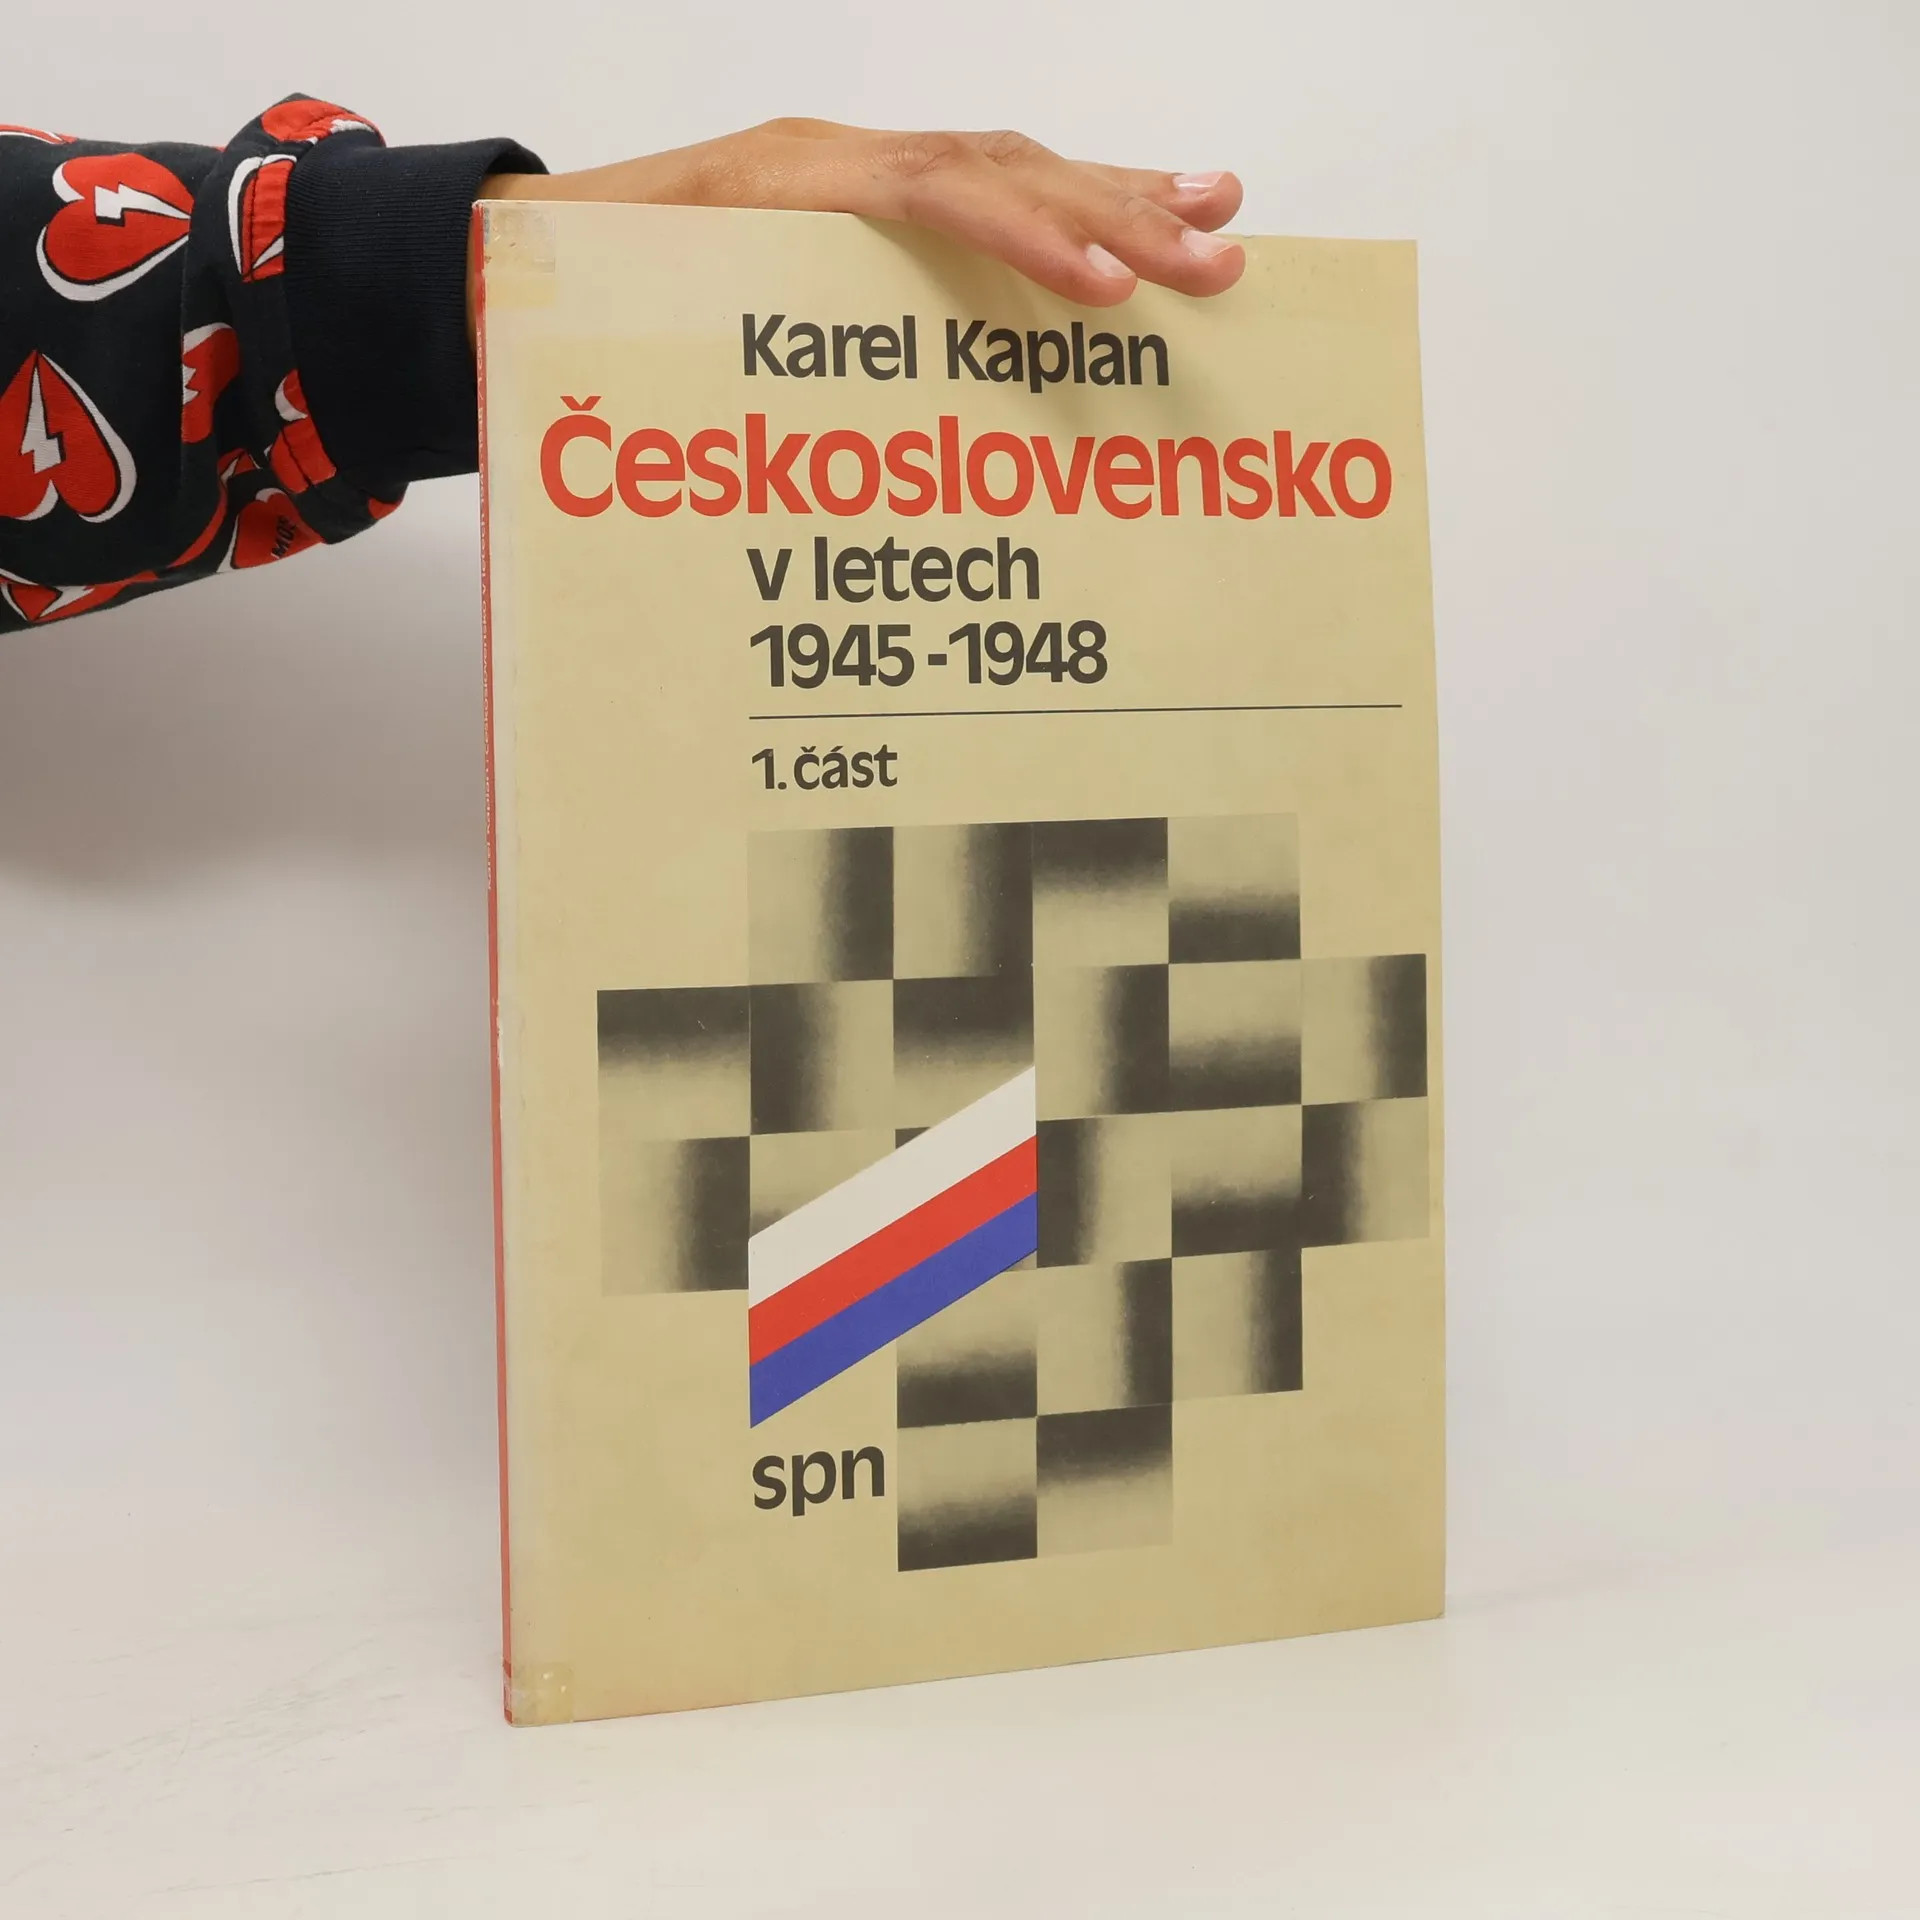 Karel Kaplan
Československo
v letech
1945-1948
1. část
spn